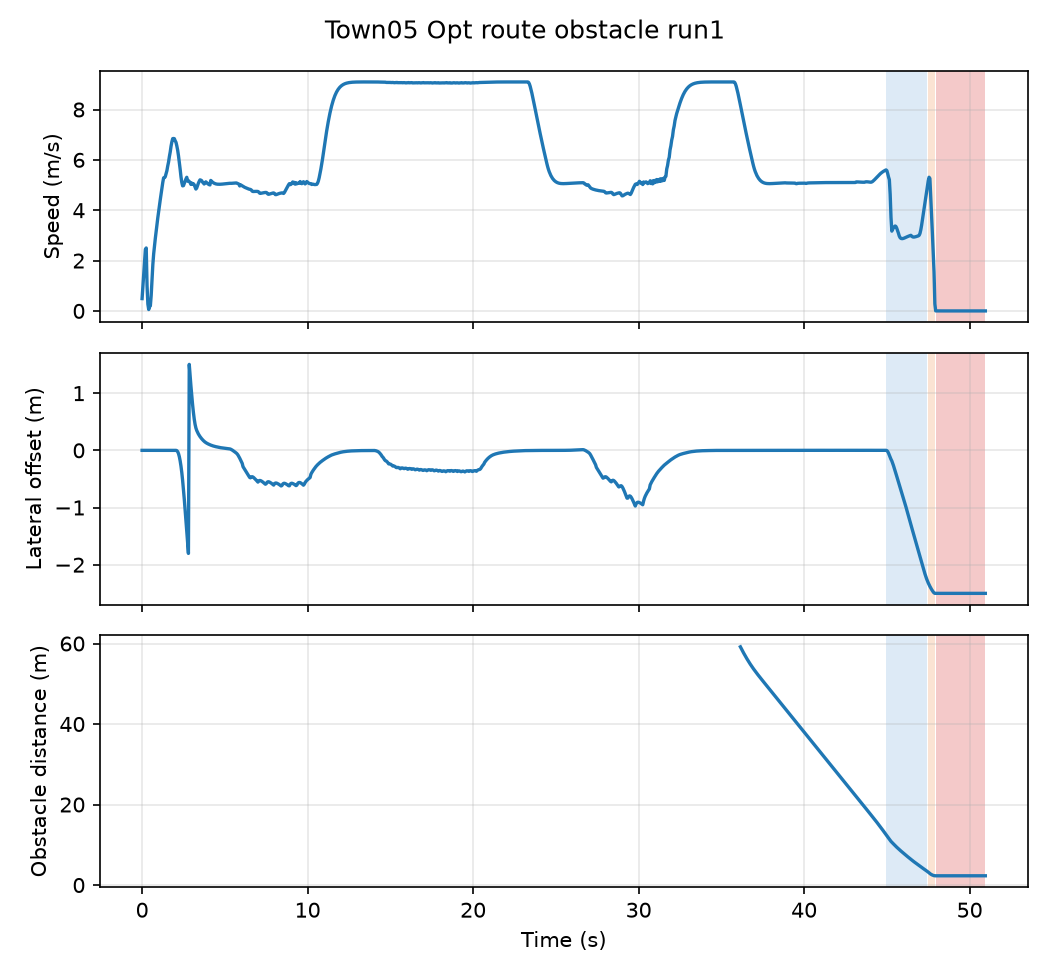 Town05 Opt route obstacle run1
Speed (m/s)
8
6
4
2
0
Lateral offset (m)
1
0
−1
−2
Obstacle distance (m)
60
40
20
0
0 10 20 30 40 50
Time (s)